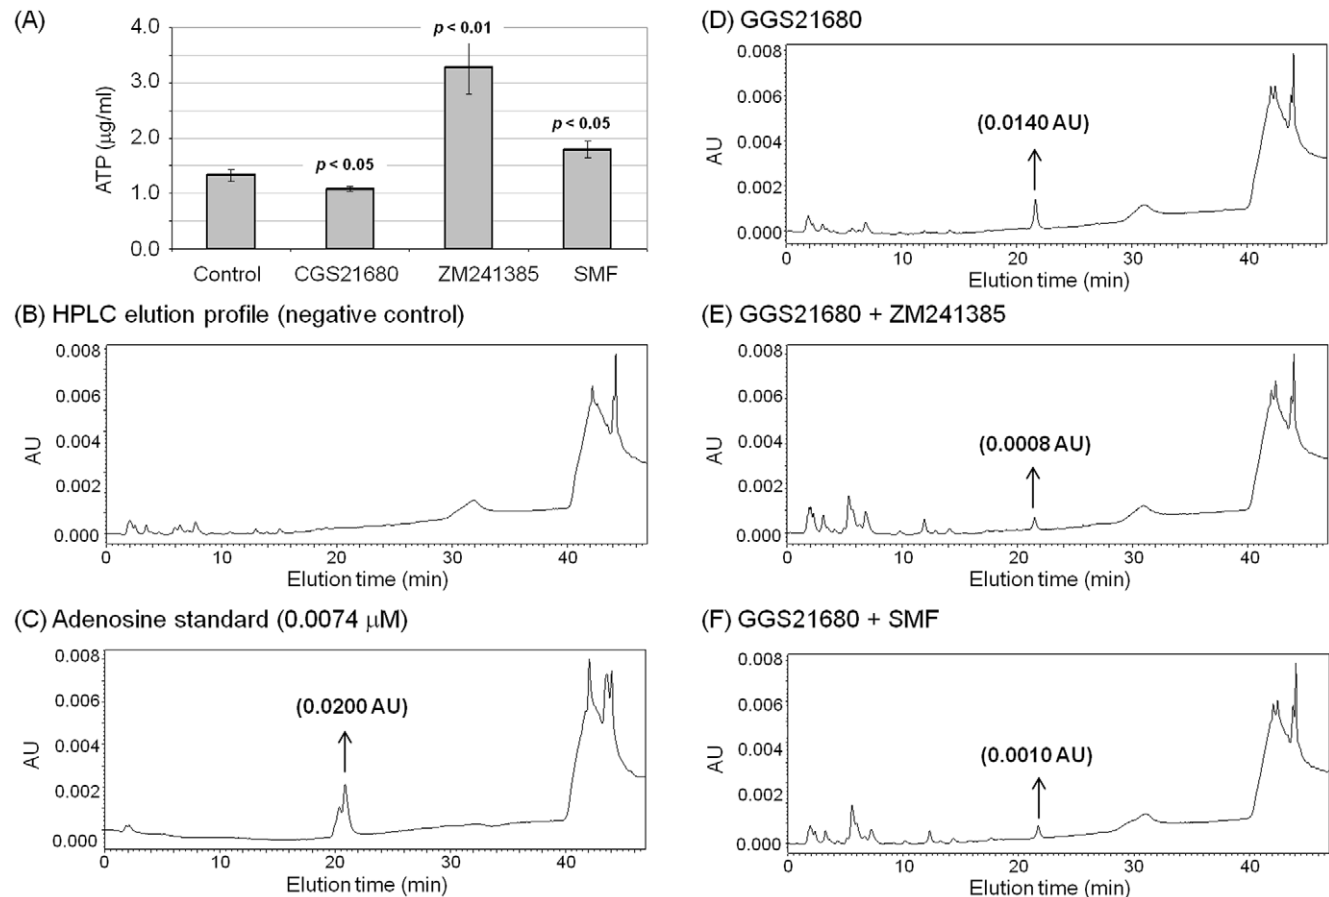 (A)
4.0
3.0
2.0
1.0
0.0
ATP (μg/ml)
p < 0.05
p < 0.01
p < 0.05
Control
CGS21680
ZM241385
SMF
(B) HPLC elution profile (negative control)
0.008
0.006
0.004
0.002
0.000
AU
0
10
20
30
40
Elution time (min)
(C) Adenosine standard (0.0074 μM)
0.008
0.006
0.004
0.002
0.000
AU
(0.0200 AU)
0
10
20
30
40
Elution time (min)
(D) GGS21680
0.008
0.006
0.004
0.002
0.000
AU
(0.0140 AU)
0
10
20
30
40
Elution time (min)
(E) GGS21680 + ZM241385
0.008
0.006
0.004
0.002
0.000
AU
(0.0008 AU)
0
10
20
30
40
Elution time (min)
(F) GGS21680 + SMF
0.008
0.006
0.004
0.002
0.000
AU
(0.0010 AU)
0
10
20
30
40
Elution time (min)